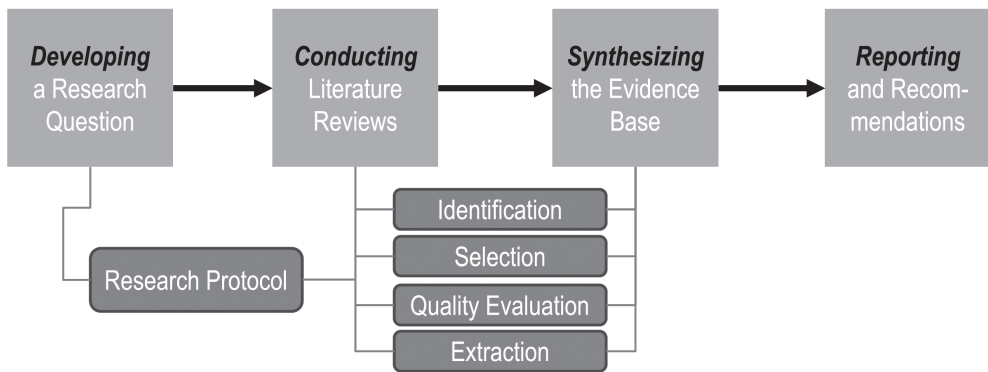 Developing
a Research
Question
Conducting
Literature
Reviews
Synthesizing
the Evidence
Base
Reporting
and Recom-
mendations
Identification
Selection
Research Protocol
Quality Evaluation
Extraction